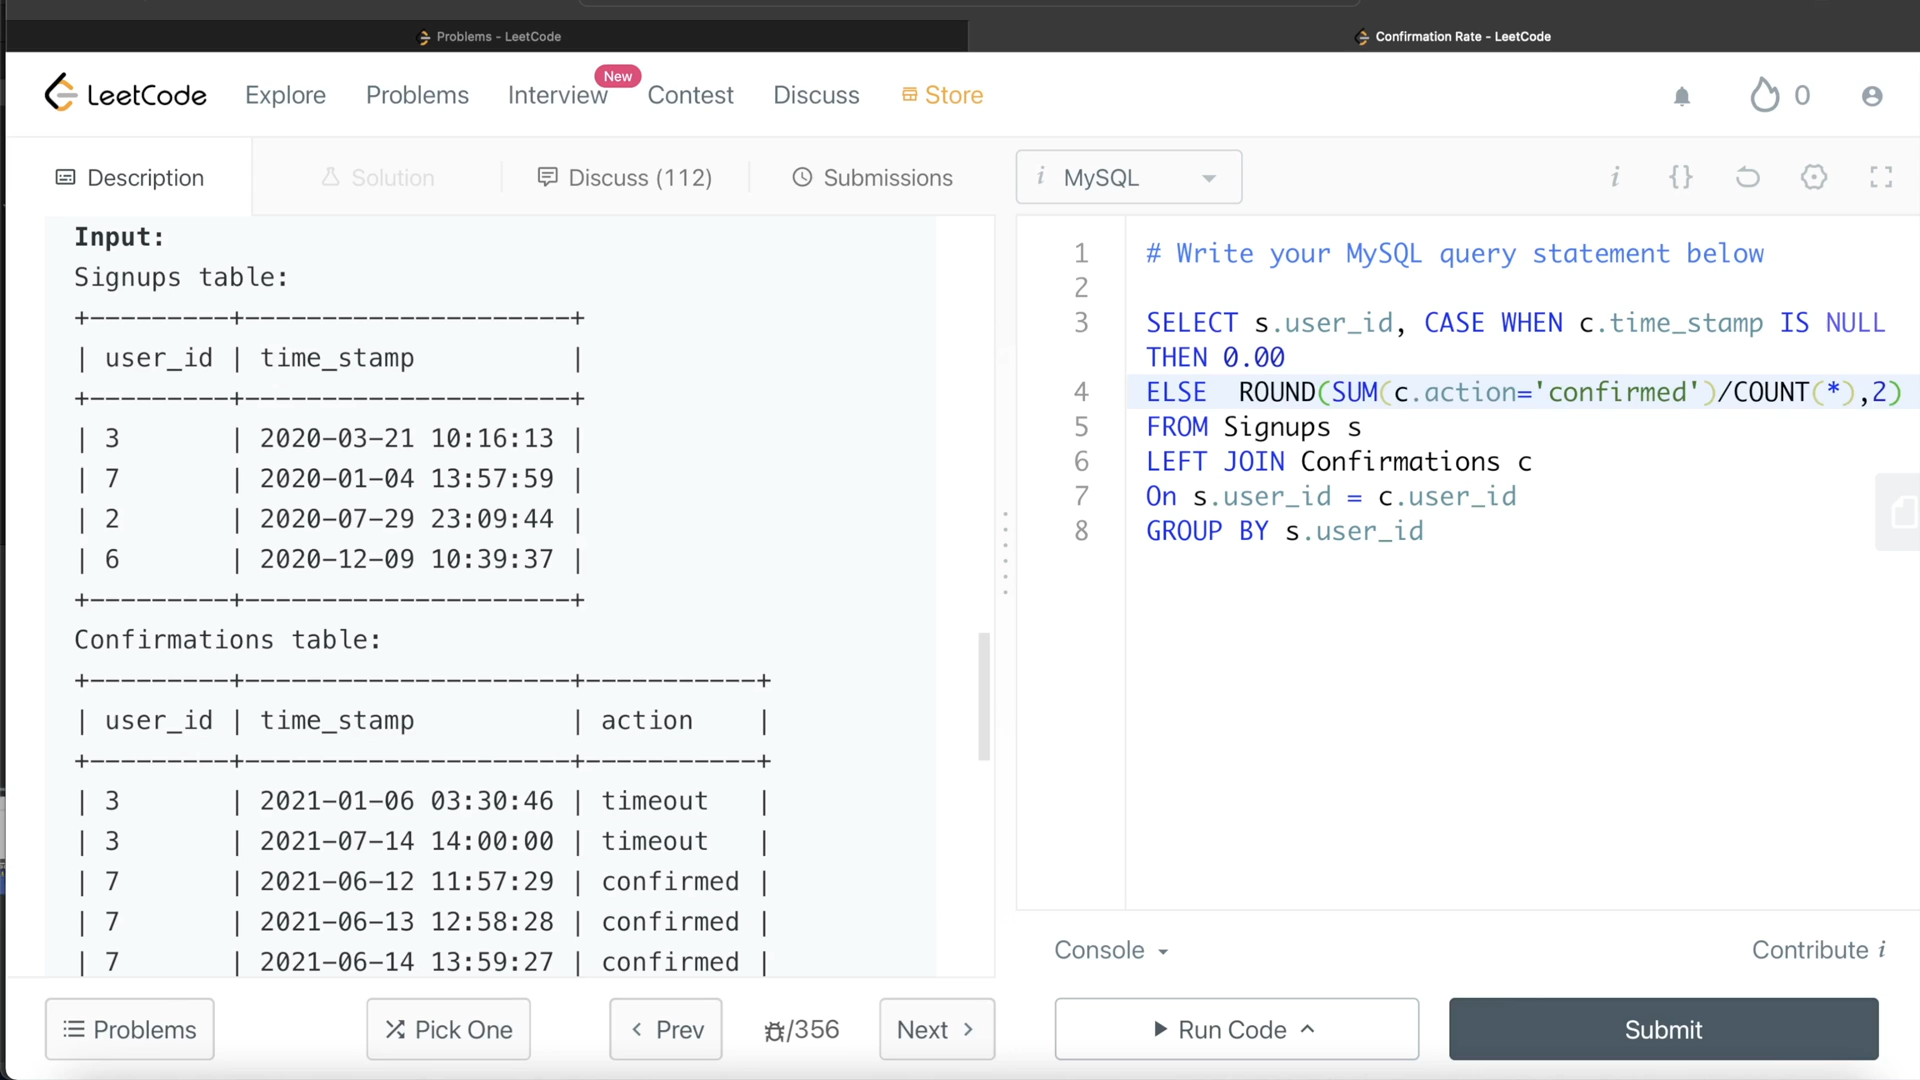 Problems - LeetCode
Confirmation Rate - LeetCode
LeetCode
Explore
Problems
Interview
New
Contest
Discuss
Store
0
Description
Solution
Discuss (112)
Submissions
i MySQL
i {}
Input:
Signups table:
+---------+---------------------+
| user_id | time_stamp          |
+---------+---------------------+
| 3       | 2020-03-21 10:16:13 |
| 7       | 2020-01-04 13:57:59 |
| 2       | 2020-07-29 23:09:44 |
| 6       | 2020-12-09 10:39:37 |
+---------+---------------------+
Confirmations table:
+---------+---------------------+-----------+
| user_id | time_stamp          | action    |
+---------+---------------------+-----------+
| 3       | 2021-01-06 03:30:46 | timeout   |
| 3       | 2021-07-14 14:00:00 | timeout   |
| 7       | 2021-06-12 11:57:29 | confirmed |
| 7       | 2021-06-13 12:58:28 | confirmed |
| 7       | 2021-06-14 13:59:27 | confirmed |
1 # Write your MySQL query statement below
2
3 SELECT s.user_id, CASE WHEN c.time_stamp IS NULL
THEN 0.00
4 ELSE  ROUND(SUM(c.action='confirmed')/COUNT(*),2)
5 FROM Signups s
6 LEFT JOIN Confirmations c
7 On s.user_id = c.user_id
8 GROUP BY s.user_id
Console
Contribute i
Problems
Pick One
Prev
/356
Next
Run Code
Submit